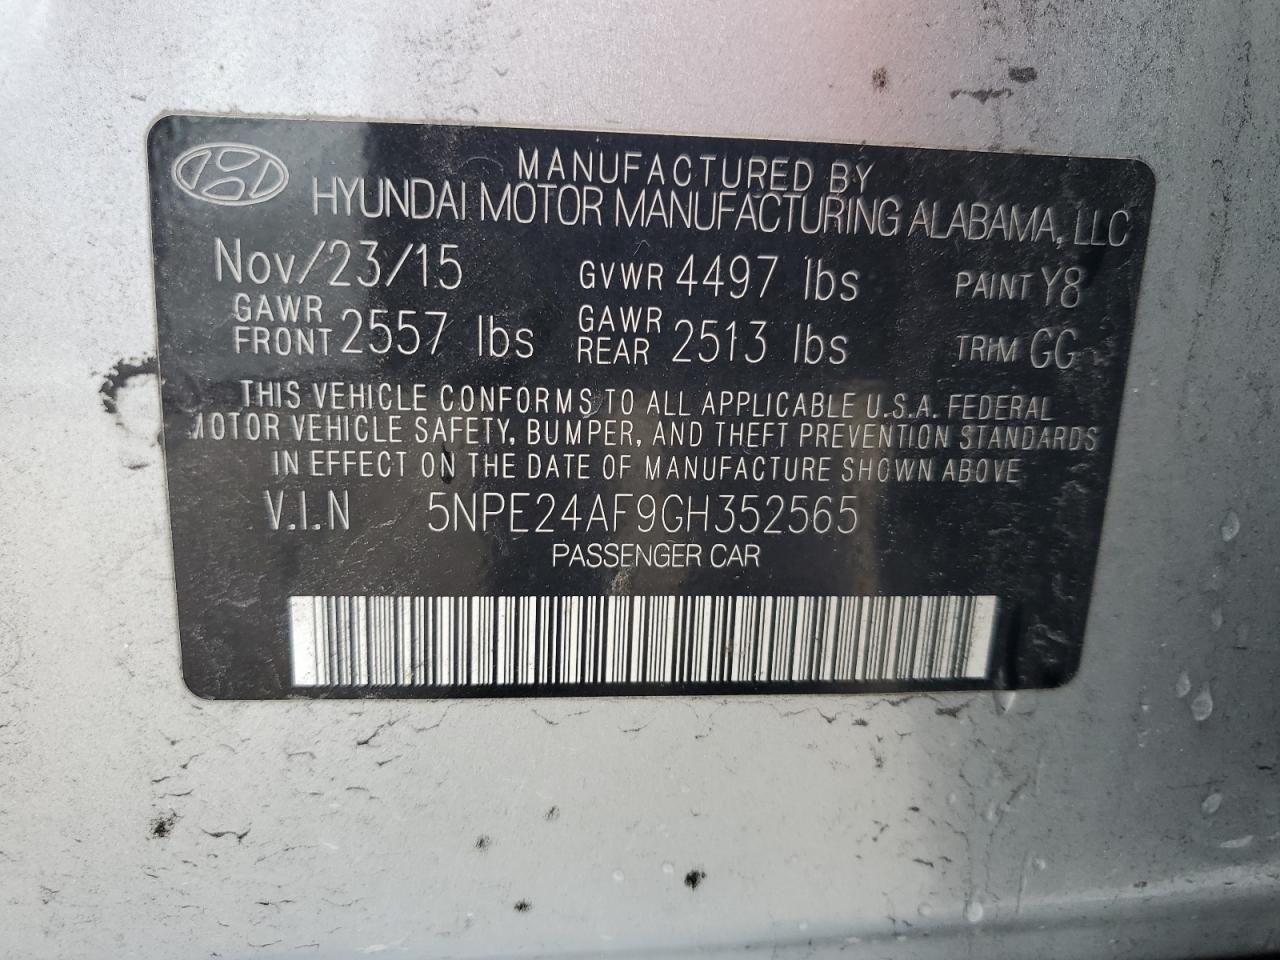 MANUFACTURED BY
HYUNDAI MOTOR MANUFACTURING ALABAMA, LLC
Nov/23/15 GVWR 4497 lbs PAINT Y8
GAWR FRONT 2557 lbs GAWR REAR 2513 lbs TRIM GG
THIS VEHICLE CONFORMS TO ALL APPLICABLE U.S.A. FEDERAL
MOTOR VEHICLE SAFETY, BUMPER, AND THEFT PREVENTION STANDARDS
IN EFFECT ON THE DATE OF MANUFACTURE SHOWN ABOVE
V.I.N 5NPE24AF9GH352565
PASSENGER CAR